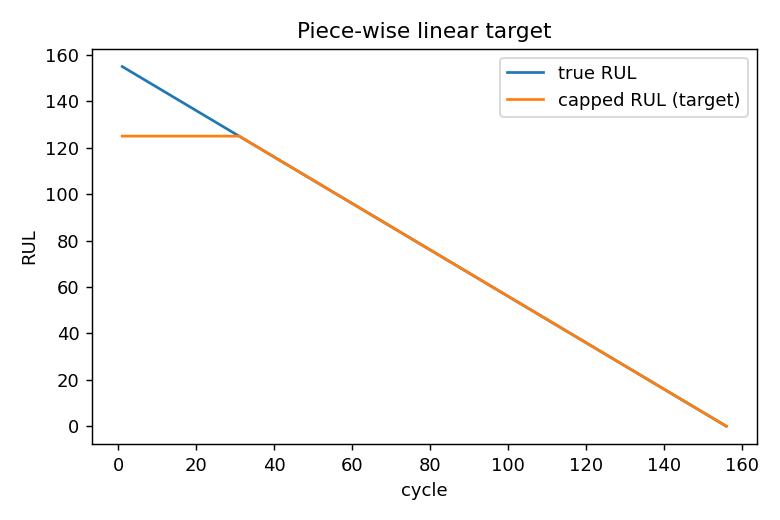 Piece-wise linear target
true RUL
capped RUL (target)
160
140
120
100
80
60
40
20
0
RUL
0 20 40 60 80 100 120 140 160
cycle